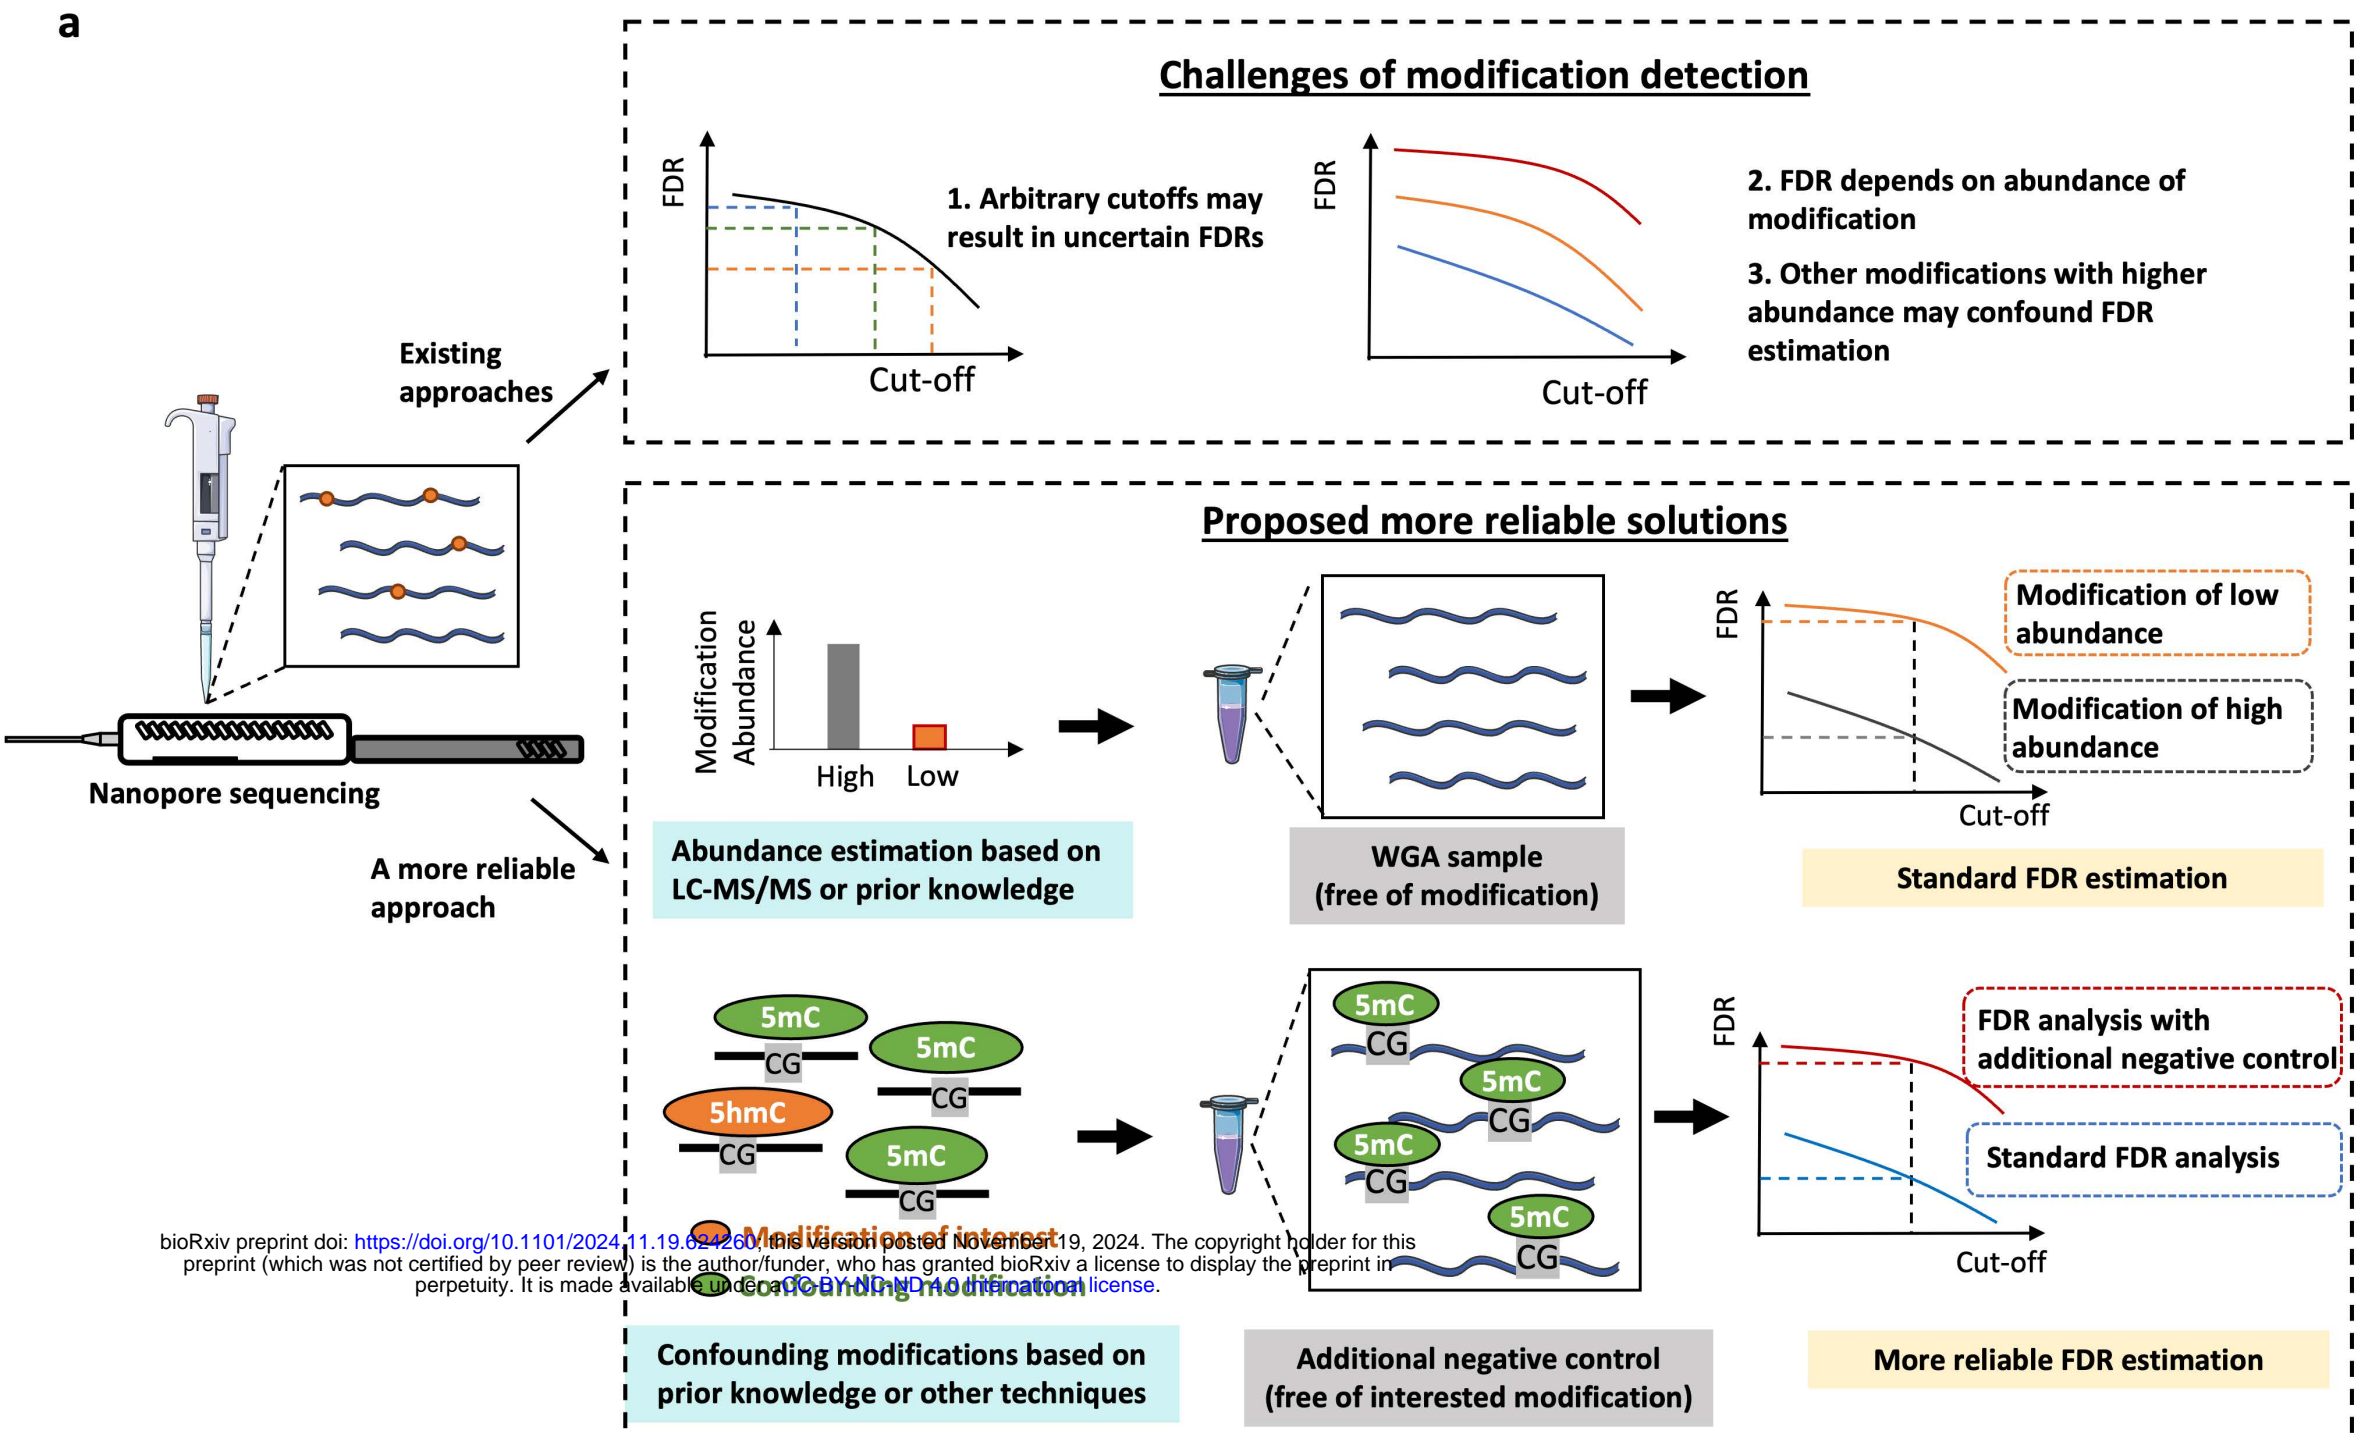 a
Challenges of modification detection
FDR
Cut-off
1. Arbitrary cutoffs may
result in uncertain FDRs
FDR
Cut-off
2. FDR depends on abundance of
modification
3. Other modifications with higher
abundance may confound FDR
estimation
Existing
approaches
Nanopore sequencing
A more reliable
approach
Proposed more reliable solutions
Modification
Abundance
High Low
Abundance estimation based on
LC-MS/MS or prior knowledge
WGA sample
(free of modification)
FDR
Cut-off
Modification of low
abundance
Modification of high
abundance
Standard FDR estimation
5mC
CG
5mC
CG
5hmC
CG
5mC
CG
Modification of interest
Confounding modification
Confounding modifications based on
prior knowledge or other techniques
5mC
CG
5mC
CG
5mC
CG
5mC
CG
Additional negative control
(free of interested modification)
FDR
Cut-off
FDR analysis with
additional negative control
Standard FDR analysis
More reliable FDR estimation
bioRxiv preprint doi: https://doi.org/10.1101/2024.11.19.624260; this version posted November 19, 2024. The copyright holder for this
preprint (which was not certified by peer review) is the author/funder, who has granted bioRxiv a license to display the preprint in
perpetuity. It is made available under aCC-BY-NC-ND 4.0 International license.